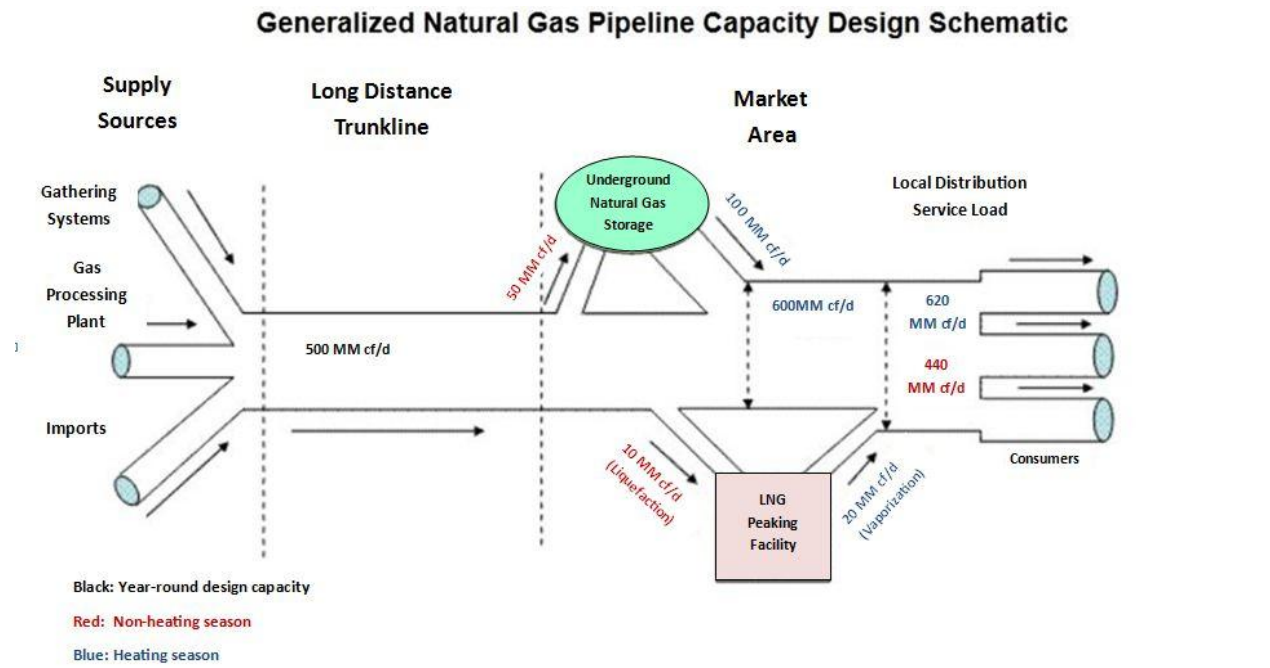 Generalized Natural Gas Pipeline Capacity Design Schematic
Supply
Sources
Long Distance
Trunkline
Market
Area
Gathering
Systems
Gas
Processing
Plant
Imports
500 MM cf/d
50 MM cf/d
Underground
Natural Gas
Storage
100 MM cf/d
600MM cf/d
Local Distribution
Service Load
620
MM cf/d
440
MM cf/d
Consumers
10 MM cf/d
(Liquefaction)
LNG
Peaking
Facility
20 MM cf/d
(Vaporization)
Black: Year-round design capacity
Red: Non-heating season
Blue: Heating season